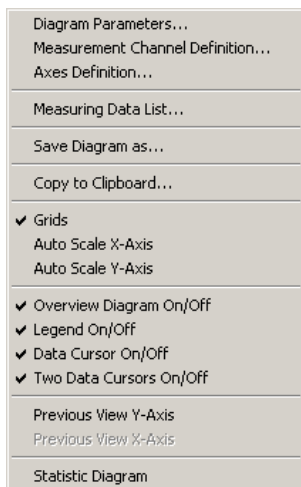 Diagram Parameters...
Measurement Channel Definition...
Axes Definition...
Measuring Data List...
Save Diagram as...
Copy to Clipboard...
Grids
Auto Scale X-Axis
Auto Scale Y-Axis
Overview Diagram On/Off
Legend On/Off
Data Cursor On/Off
Two Data Cursors On/Off
Previous View Y-Axis
Previous View X-Axis
Statistic Diagram